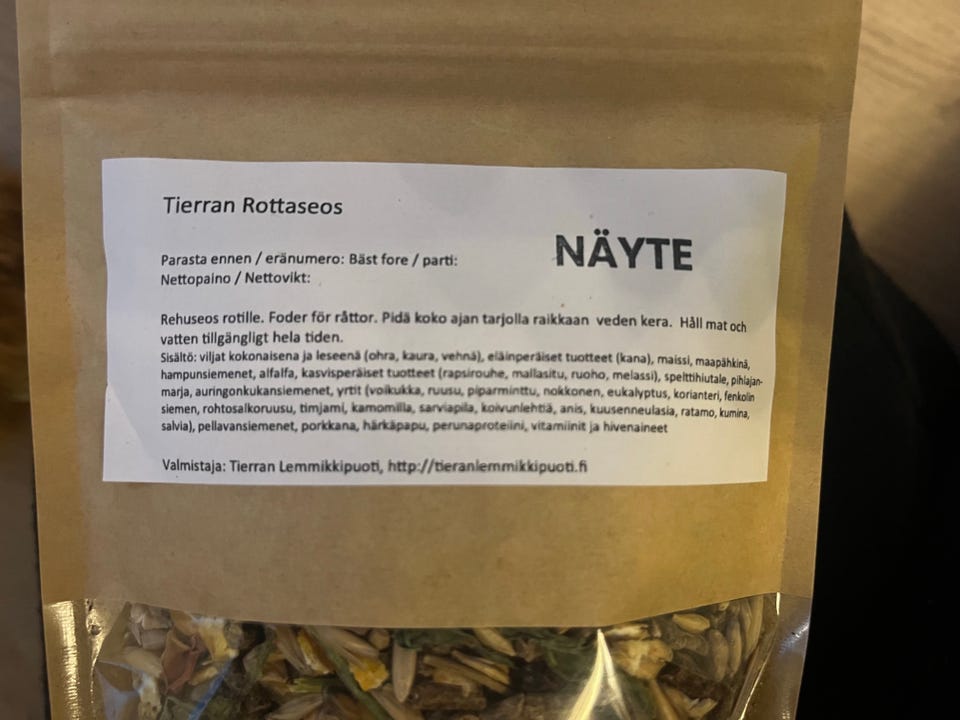 Tierran Rottaseos
NÄYTE
Parasta ennen / eränumero: Bäst fore / parti:
Nettopaino / Nettovikt:
Rehuseos rotille. Foder för råttor. Pidä koko ajan tarjolla raikkaan veden kera. Håll mat och
vatten tillgängligt hela tiden.
Sisältö: viljat kokonaisena ja leseenä (ohra, kaura, vehnä), eläinperäiset tuotteet (kana), maissi, maapähkinä,
hampunsiemenet, alfalfa, kasvisperäiset tuotteet (rapsirouhe, mallasitu, ruoho, melassi), spelttihiutale, pihlajan-
marja, auringonkukansiemenet, yrtit (voikukka, ruusu, piparminttu, nokkonen, eukalyptus, korianteri, fenkolin
siemen, rohtosalkoruusu, timjami, kamomilla, sarviapila, koivunlehtiä, anis, kuusenneulasia, ratamo, kumina,
salvia), pellavansiemenet, porkkana, härkäpapu, perunaproteiini, vitamiinit ja hivenaineet
Valmistaja: Tierran Lemmikkipuoti, http://tieranlemmikkipuoti.fi